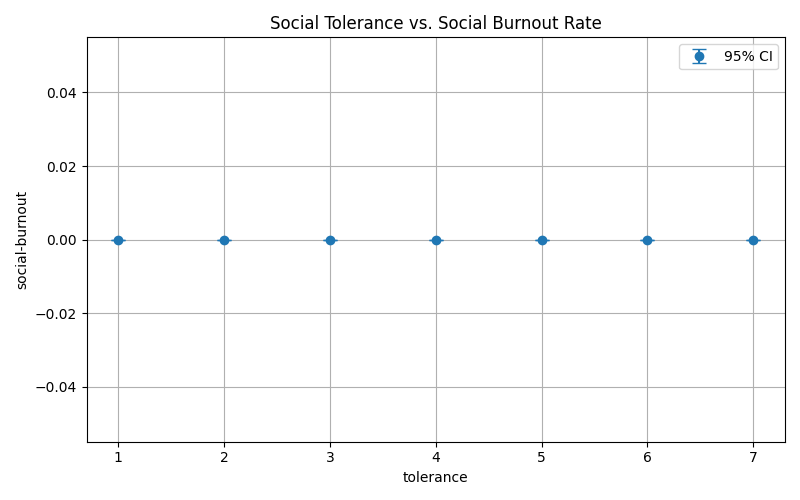 Social Tolerance vs. Social Burnout Rate
95% CI
0.04
0.02
0.00
−0.02
−0.04
social-burnout
1 2 3 4 5 6 7
tolerance